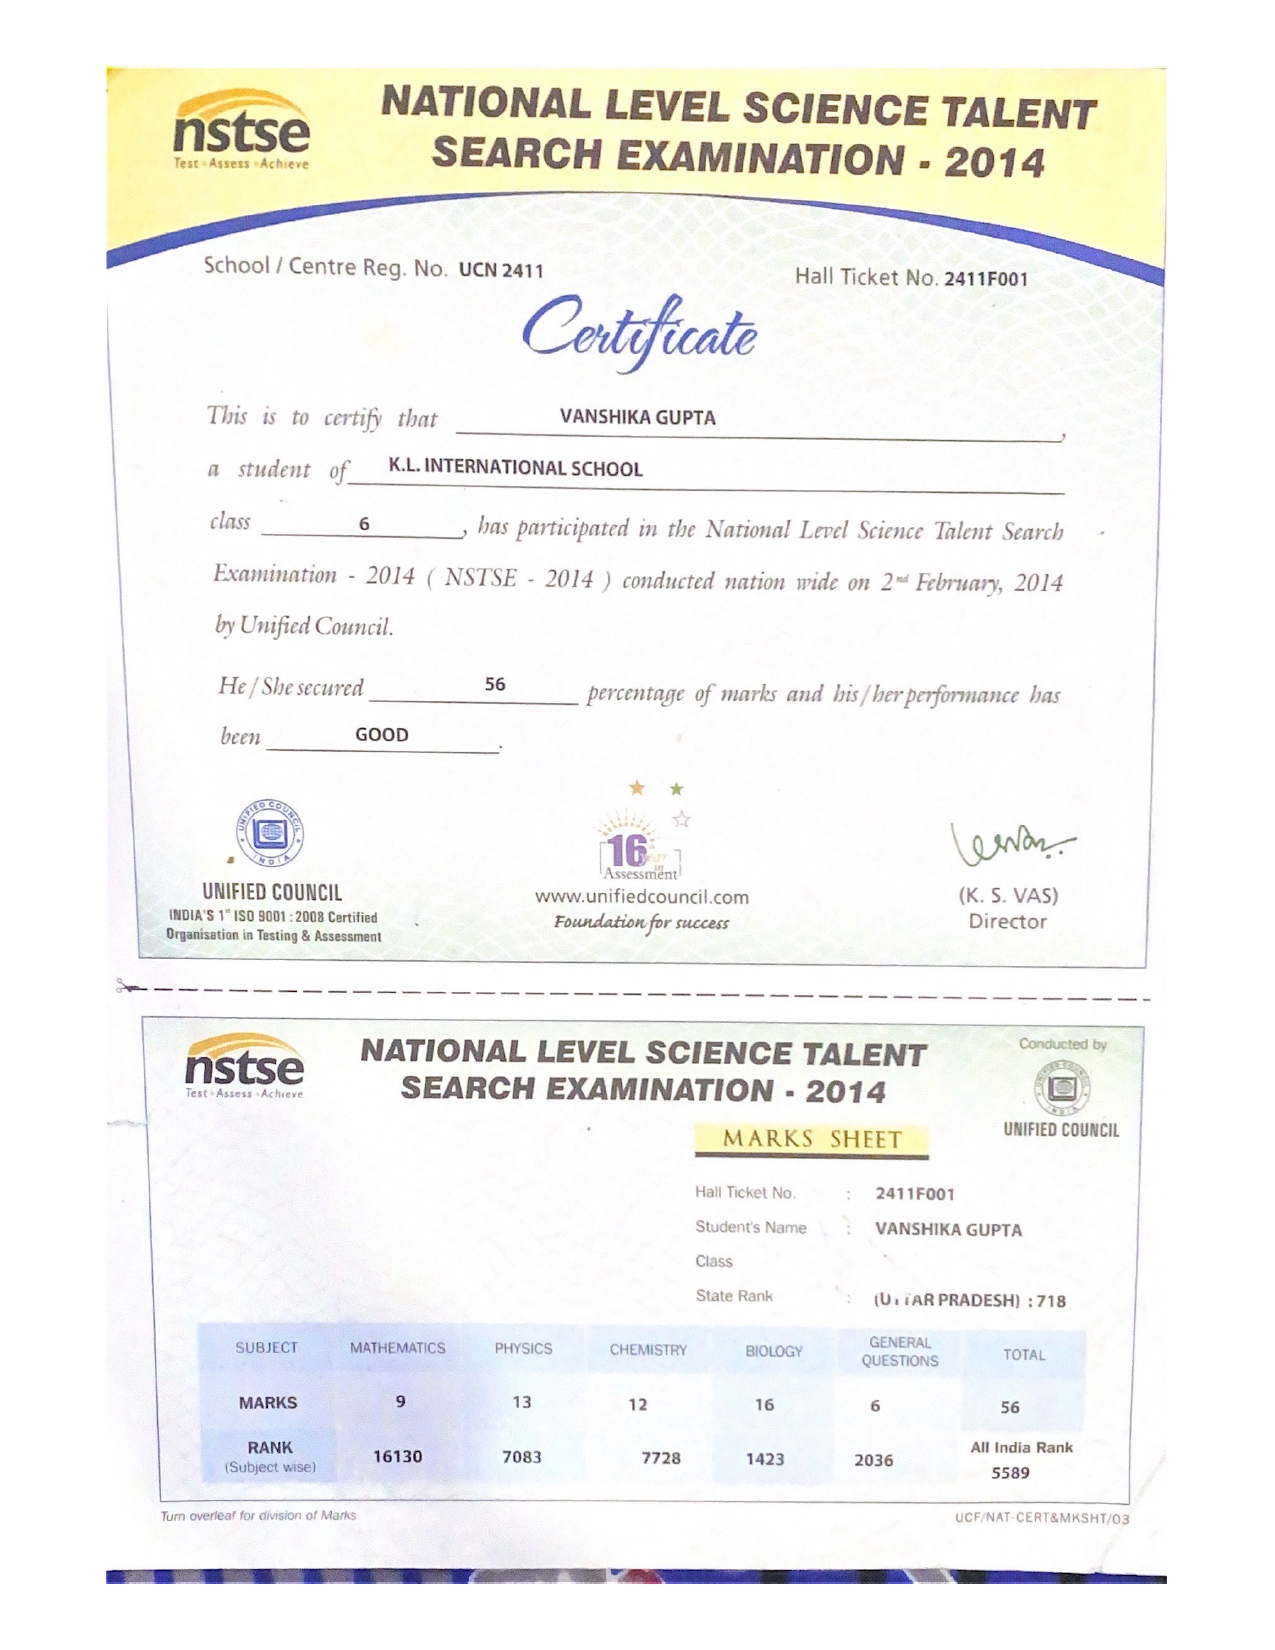 nstse
Test - Assess - Achieve
NATIONAL LEVEL SCIENCE TALENT
SEARCH EXAMINATION - 2014
School / Centre Reg. No. UCN 2411
Hall Ticket No. 2411F001
Certificate
This is to certify that VANSHIKA GUPTA,
a student of K.L. INTERNATIONAL SCHOOL
class 6, has participated in the National Level Science Talent Search
Examination - 2014 ( NSTSE - 2014 ) conducted nation wide on 2nd February, 2014
by Unified Council.
He / She secured 56 percentage of marks and his / her performance has
been GOOD.
UNIFIED COUNCIL
INDIA
16
Assessment
UNIFIED COUNCIL
INDIA'S 1st ISO 9001 : 2008 Certified
Organisation in Testing & Assessment
www.unifiedcouncil.com
Foundation for success
(K. S. VAS)
Director
nstse
Test - Assess - Achieve
NATIONAL LEVEL SCIENCE TALENT
SEARCH EXAMINATION - 2014
Conducted by
UNIFIED COUNCIL
MARKS SHEET
Hall Ticket No. : 2411F001
Student's Name : VANSHIKA GUPTA
Class
State Rank : (UTTAR PRADESH) : 718
SUBJECT MATHEMATICS PHYSICS CHEMISTRY BIOLOGY GENERAL QUESTIONS TOTAL
MARKS 9 13 12 16 6 56
RANK (Subject wise) 16130 7083 7728 1423 2036 All India Rank 5589
Turn overleaf for division of Marks
UCF/NAT-CERT&MKSHT/03